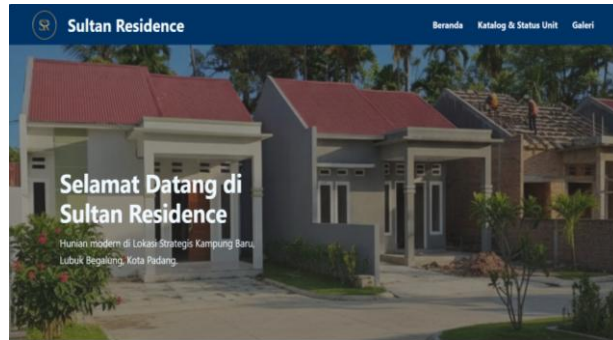 SR
Sultan Residence
Beranda Katalog & Status Unit Galeri
Selamat Datang di
Sultan Residence
Hunian modern di Lokasi Strategis Kampung Baru,
Lubuk Begalung, Kota Padang.